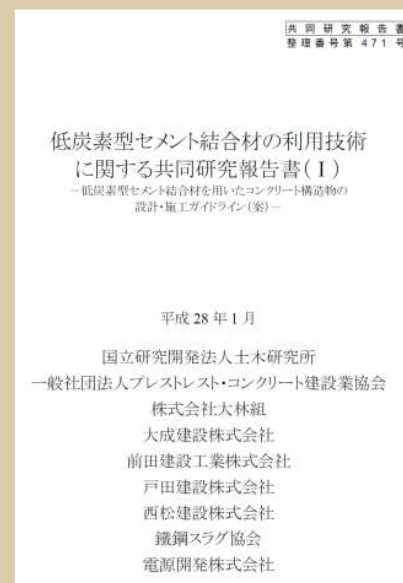 共同研究報告書
整理番号第 471 号
低炭素型セメント結合材の利用技術
に関する共同研究報告書(Ⅰ)
－低炭素型セメント結合材を用いたコンクリート構造物の
設計・施工ガイドライン(案)－
平成 28 年 1 月
国立研究開発法人土木研究所
一般社団法人プレストレスト・コンクリート建設業協会
株式会社大林組
大成建設株式会社
前田建設工業株式会社
戸田建設株式会社
西松建設株式会社
鐵鋼スラグ協会
電源開発株式会社